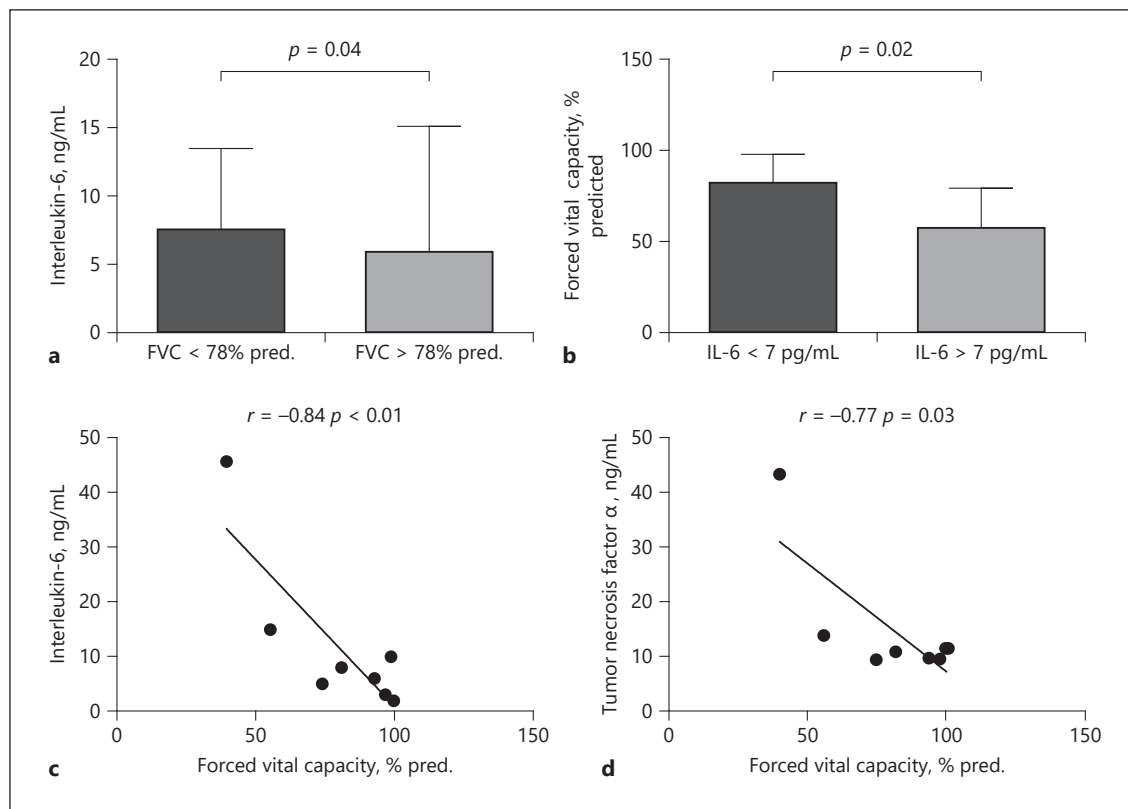 p = 0.04
20
15
10
5
0
Interleukin-6, ng/mL
FVC < 78% pred.
FVC > 78% pred.
a
p = 0.02
150
100
50
0
Forced vital capacity, %
predicted
IL-6 < 7 pg/mL
IL-6 > 7 pg/mL
b
r = –0.84 p < 0.01
50
40
30
20
10
0
Interleukin-6, ng/mL
0
50
100
150
Forced vital capacity, % pred.
c
r = –0.77 p = 0.03
50
40
30
20
10
0
Tumor necrosis factor α, ng/mL
0
50
100
150
Forced vital capacity, % pred.
d